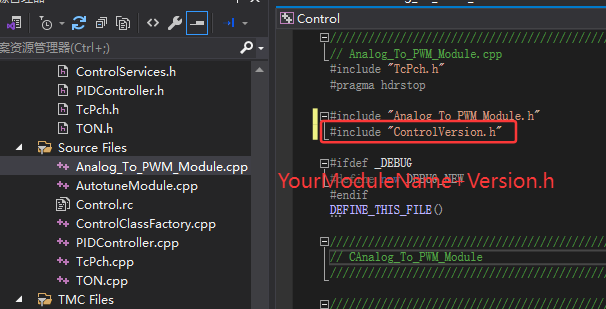 案资源管理器(Ctrl+;)
ControlServices.h
PIDController.h
TcPch.h
TON.h
Source Files
Analog_To_PWM_Module.cpp
AutotuneModule.cpp
Control.rc
ControlClassFactory.cpp
PIDController.cpp
TcPch.cpp
TON.cpp
TMC Files
Control
// Analog_To_PWM_Module.cpp
#include "TcPch.h"
#pragma hdrstop
#include "Analog_To_PWM_Module.h"
#include "ControlVersion.h"
#ifdef _DEBUG
#define new DEBUG_NEW
YourModuleName+Version.h
#endif
DEFINE_THIS_FILE()
// CAnalog_To_PWM_Module